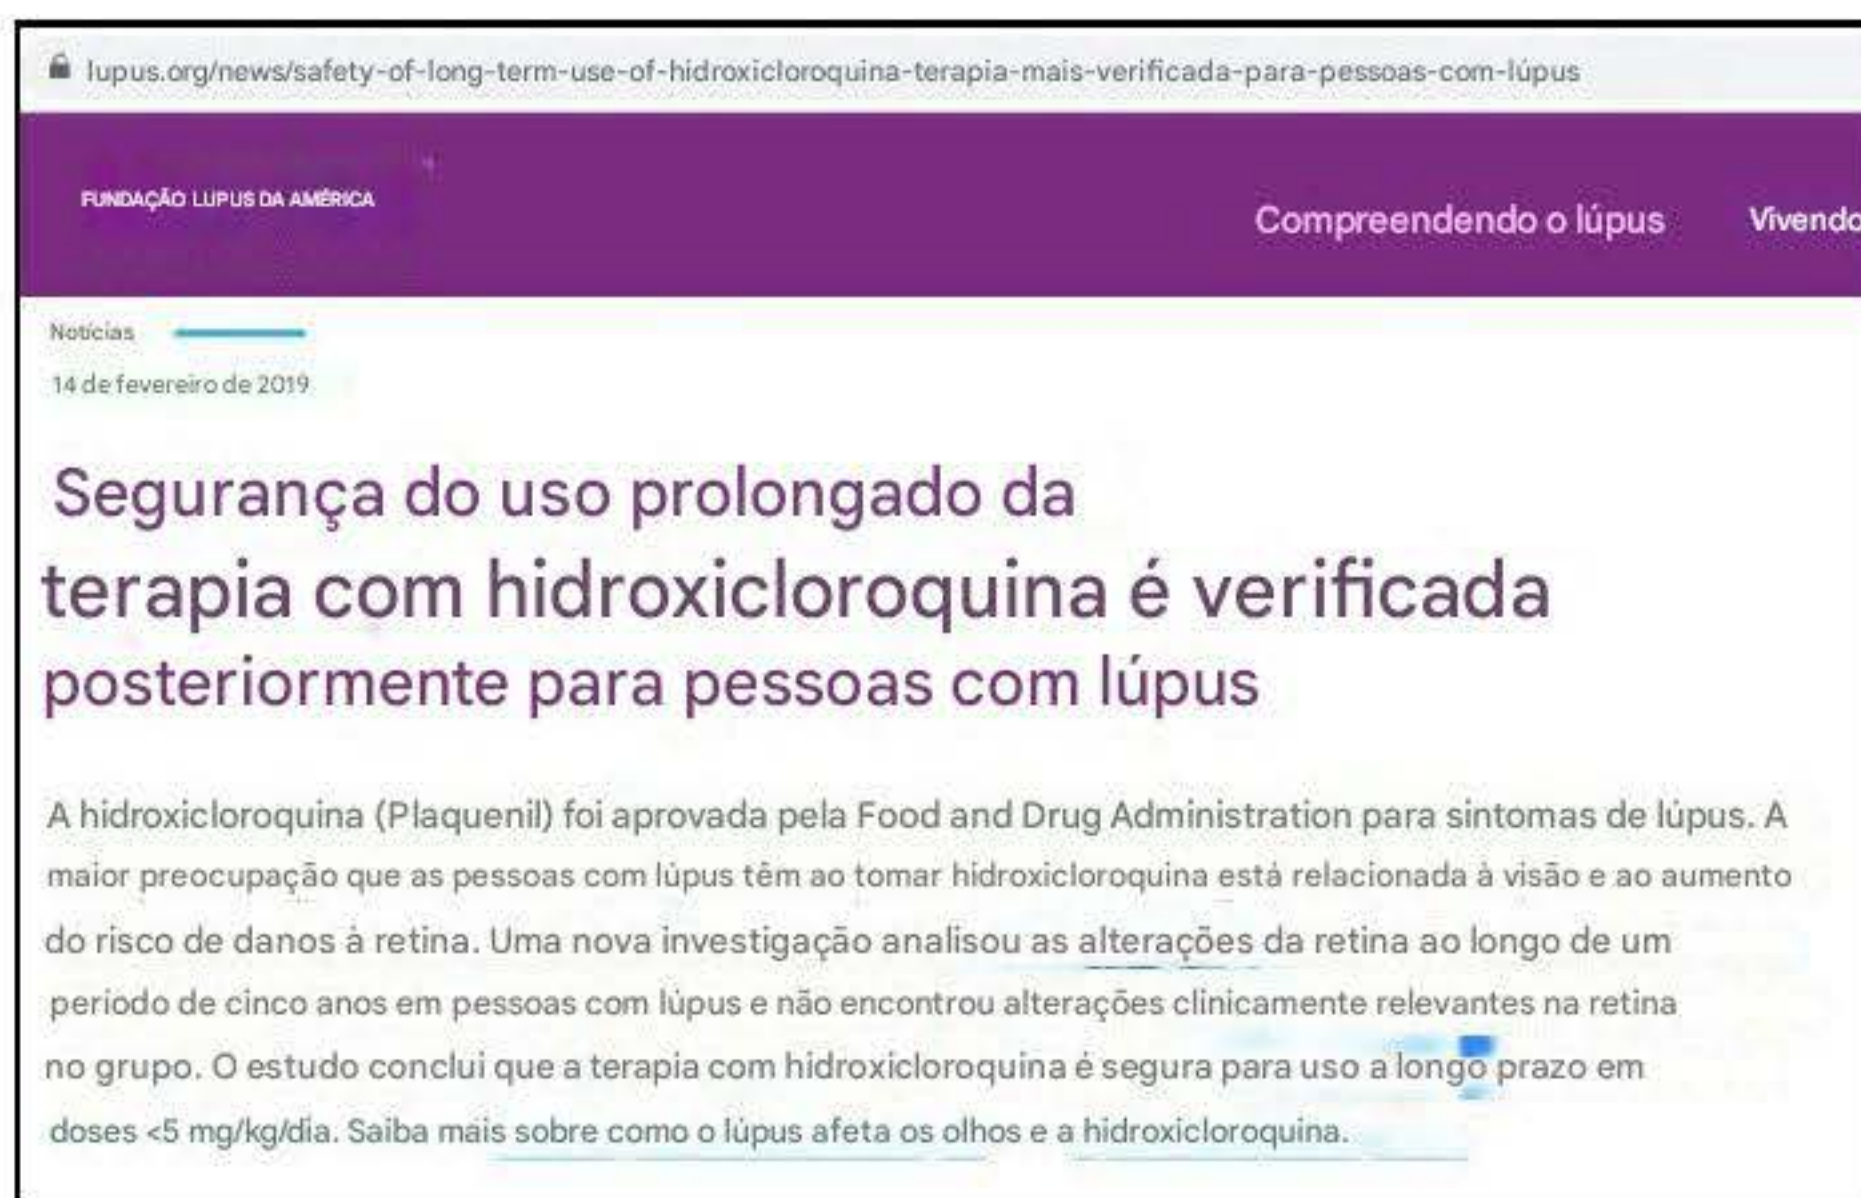 lupus.org/news/safety-of-long-term-use-of-hidroxicloroquina-terapia-mais-verificada-para-pessoas-com-lúpus
FUNDAÇÃO LUPUS DA AMÉRICA
Compreendendo o lúpus
Vivendo
Notícias
14 de fevereiro de 2019
Segurança do uso prolongado da
terapia com hidroxicloroquina é verificada
posteriormente para pessoas com lúpus
A hidroxicloroquina (Plaquenil) foi aprovada pela Food and Drug Administration para sintomas de lúpus. A
maior preocupação que as pessoas com lúpus têm ao tomar hidroxicloroquina está relacionada à visão e ao aumento
do risco de danos à retina. Uma nova investigação analisou as alterações da retina ao longo de um
período de cinco anos em pessoas com lúpus e não encontrou alterações clinicamente relevantes na retina
no grupo. O estudo conclui que a terapia com hidroxicloroquina é segura para uso a longo prazo em
doses <5 mg/kg/dia. Saiba mais sobre como o lúpus afeta os olhos e a hidroxicloroquina.